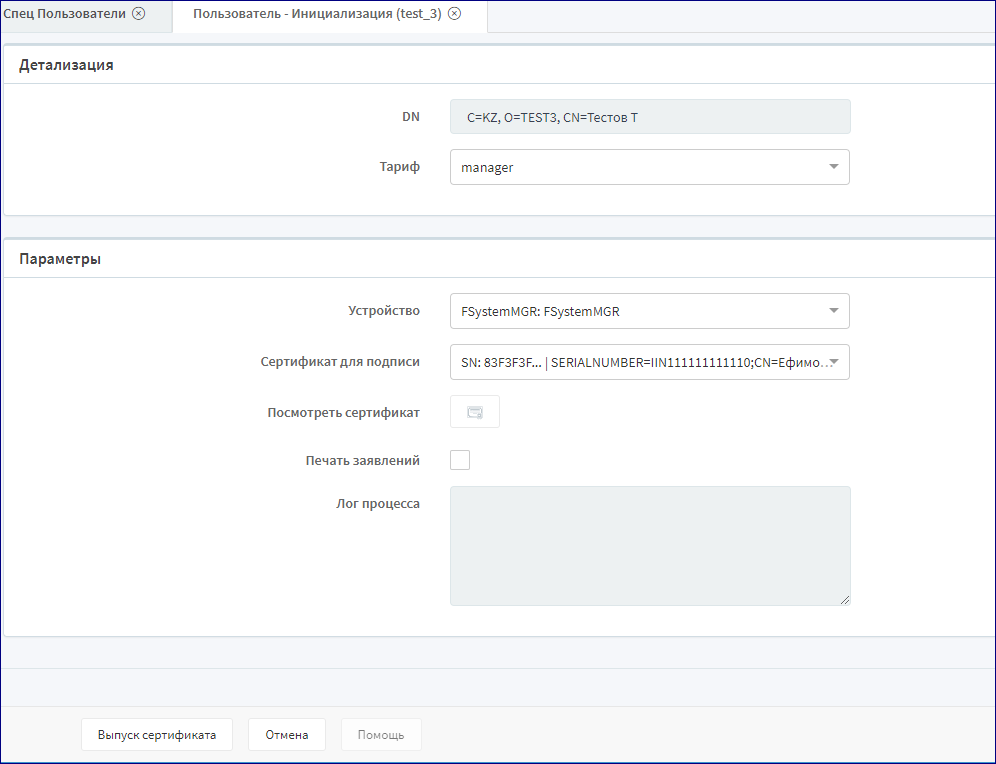 Спец Пользователи
Пользователь - Инициализация (test_3)
Детализация
DN C=KZ, O=TEST3, CN=Тестов Т
Тариф manager
Параметры
Устройство FSystemMGR: FSystemMGR
Сертификат для подписи SN: 83F3F3F... | SERIALNUMBER=IIN111111111110;CN=Ефимо...
Посмотреть сертификат
Печать заявлений
Лог процесса
Выпуск сертификата Отмена Помощь